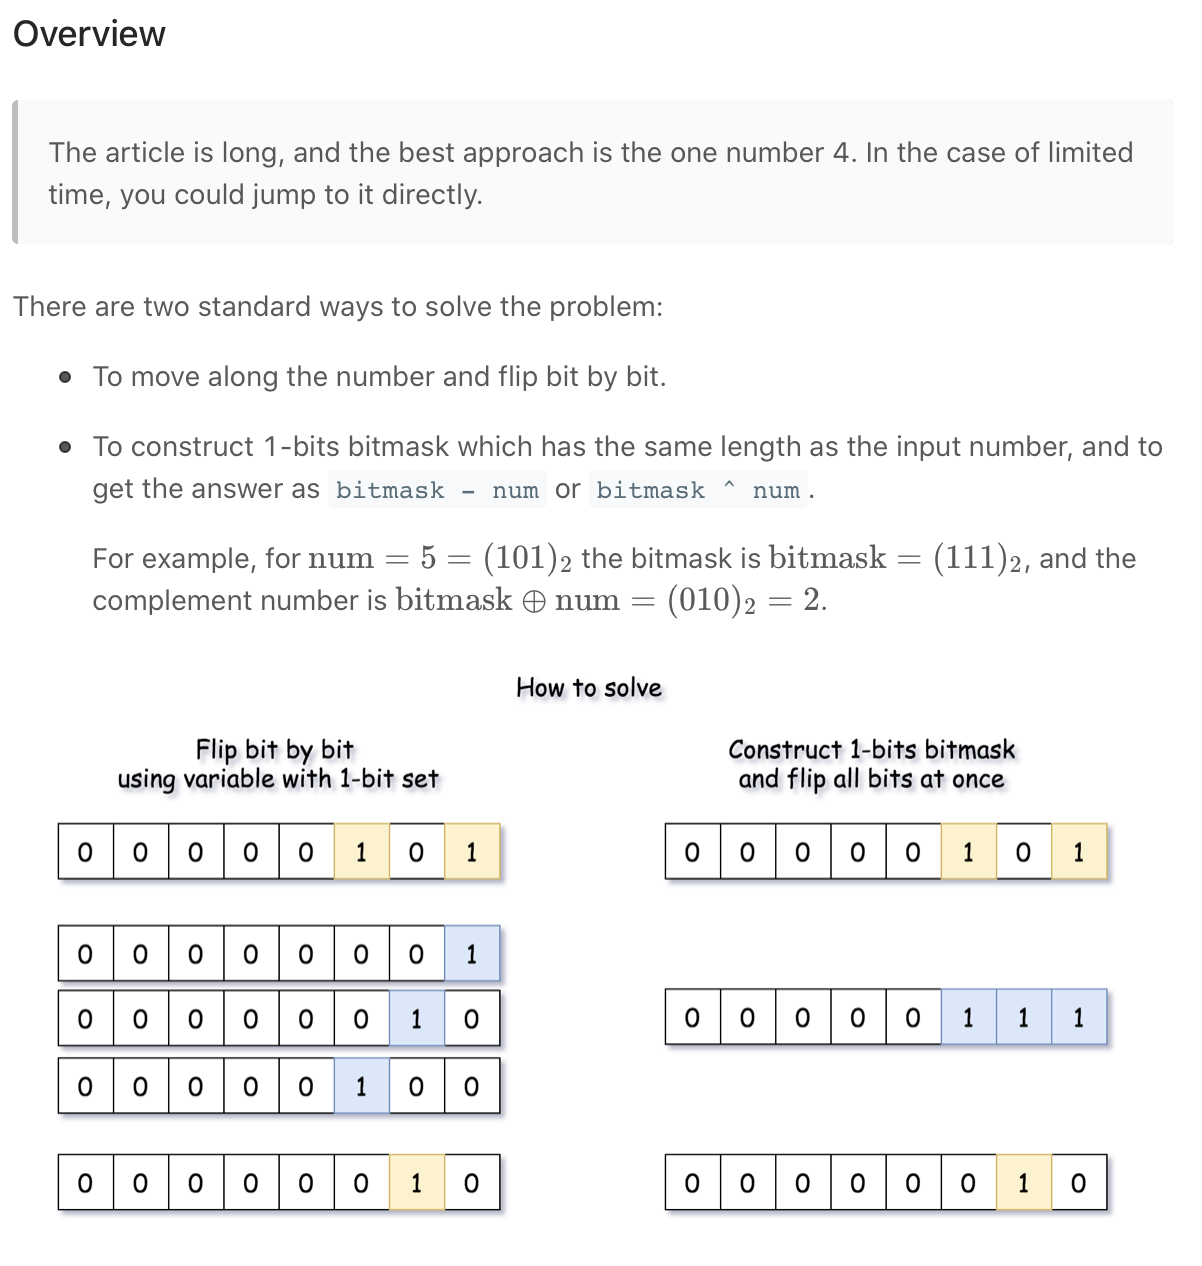 Overview
The article is long, and the best approach is the one number 4. In the case of limited
time, you could jump to it directly.
There are two standard ways to solve the problem:
To move along the number and flip bit by bit.
To construct 1-bits bitmask which has the same length as the input number, and to
get the answer as bitmask - num or bitmask ^ num.
For example, for num = 5 = (101)₂ the bitmask is bitmask = (111)₂, and the
complement number is bitmask ⊕ num = (010)₂ = 2.
How to solve
Flip bit by bit
using variable with 1-bit set
0 0 0 0 0 1 0 1
0 0 0 0 0 0 0 1
0 0 0 0 0 0 1 0
0 0 0 0 0 1 0 0
0 0 0 0 0 0 1 0
Construct 1-bits bitmask
and flip all bits at once
0 0 0 0 0 1 0 1
0 0 0 0 0 1 1 1
0 0 0 0 0 0 1 0